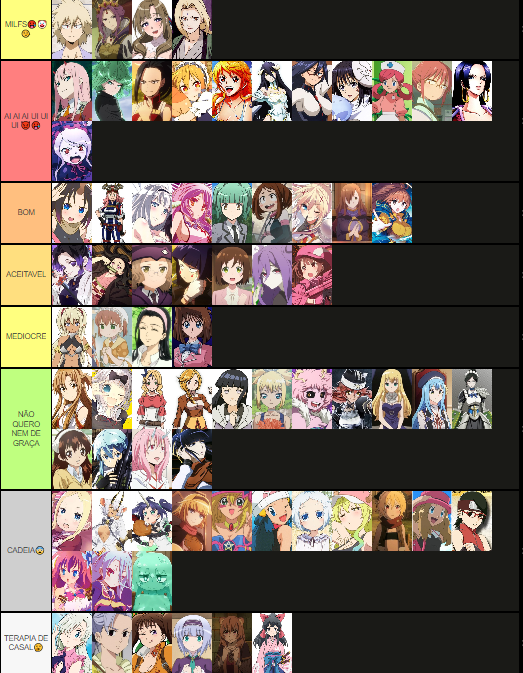 MILFS🥵🤡
🤨
AI AI AI UI UI
UI 😈🥵
BOM
ACEITAVEL
MEDIOCRE
NÃO
QUERO
NEM DE
GRAÇA
CADEIA😨
TERAPIA DE
CASAL😉